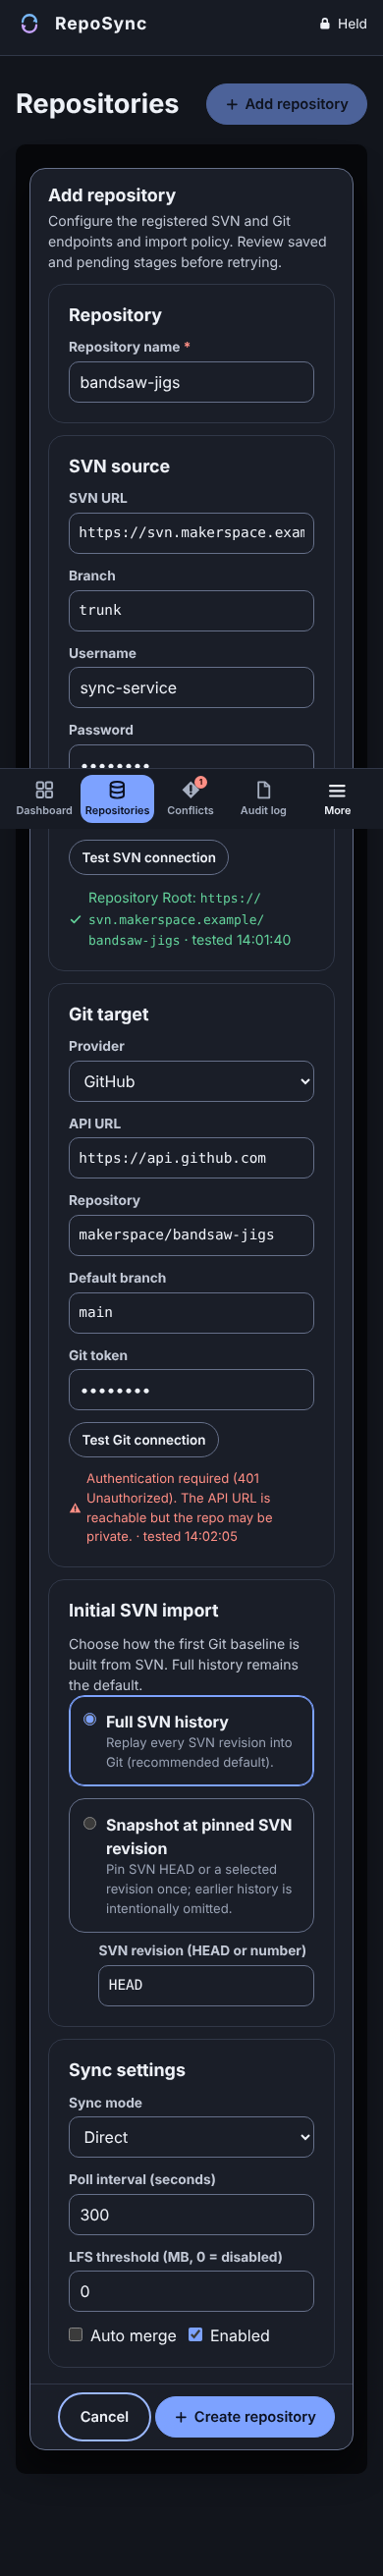 RepoSync
Held
Repositories
Add repository
Add repository
Configure the registered SVN and Git
endpoints and import policy. Review saved
and pending stages before retrying.
Repository
Repository name *
bandsaw-jigs
SVN source
SVN URL
https://svn.makerspace.exam
Branch
trunk
Username
sync-service
Password
••••••••
Dashboard
Repositories
Conflicts
1
Audit log
More
Test SVN connection
Repository Root: https://
svn.makerspace.example/
bandsaw-jigs · tested 14:01:40
Git target
Provider
GitHub
API URL
https://api.github.com
Repository
makerspace/bandsaw-jigs
Default branch
main
Git token
••••••••
Test Git connection
Authentication required (401
Unauthorized). The API URL is
reachable but the repo may be
private. · tested 14:02:05
Initial SVN import
Choose how the first Git baseline is
built from SVN. Full history remains
the default.
Full SVN history
Replay every SVN revision into
Git (recommended default).
Snapshot at pinned SVN
revision
Pin SVN HEAD or a selected
revision once; earlier history is
intentionally omitted.
SVN revision (HEAD or number)
HEAD
Sync settings
Sync mode
Direct
Poll interval (seconds)
300
LFS threshold (MB, 0 = disabled)
0
Auto merge
Enabled
Cancel
Create repository